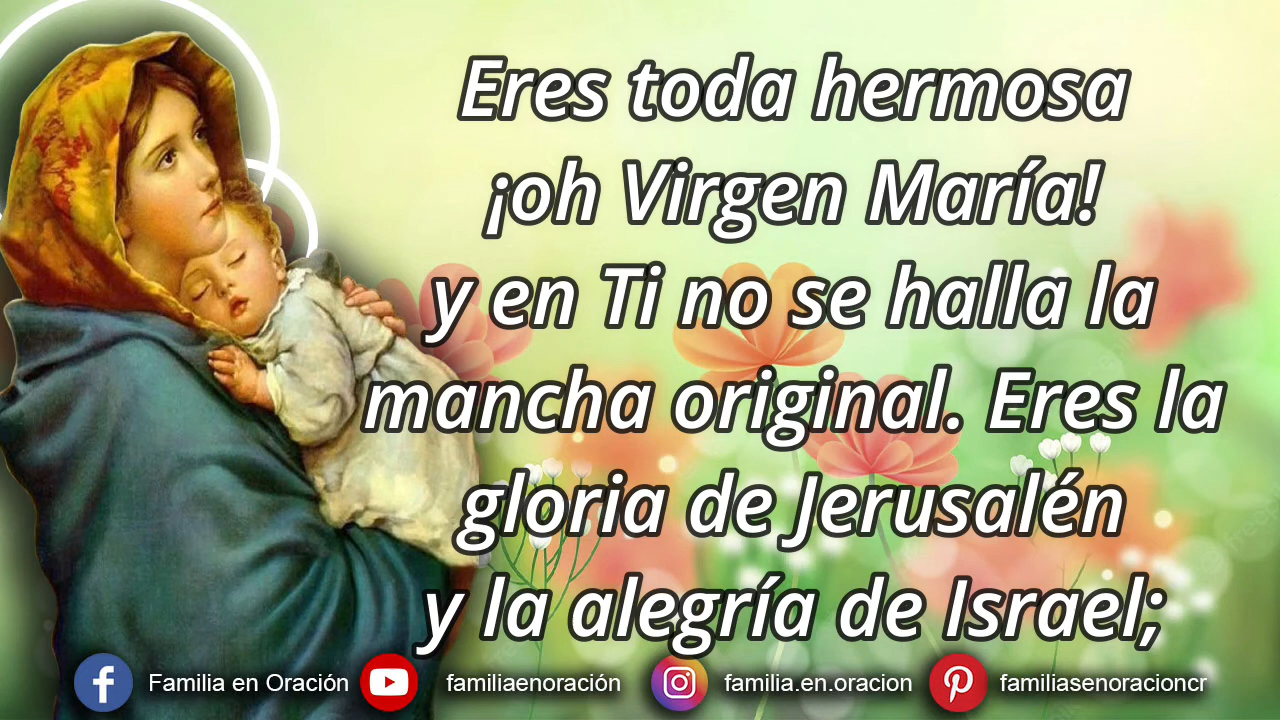 Eres toda hermosa
¡oh Virgen María!
y en Ti no se halla la
mancha original. Eres la
gloria de Jerusalén
y la alegría de Israel;
Familia en Oración familiaenoración familia.en.oracion familiasenoracioncr